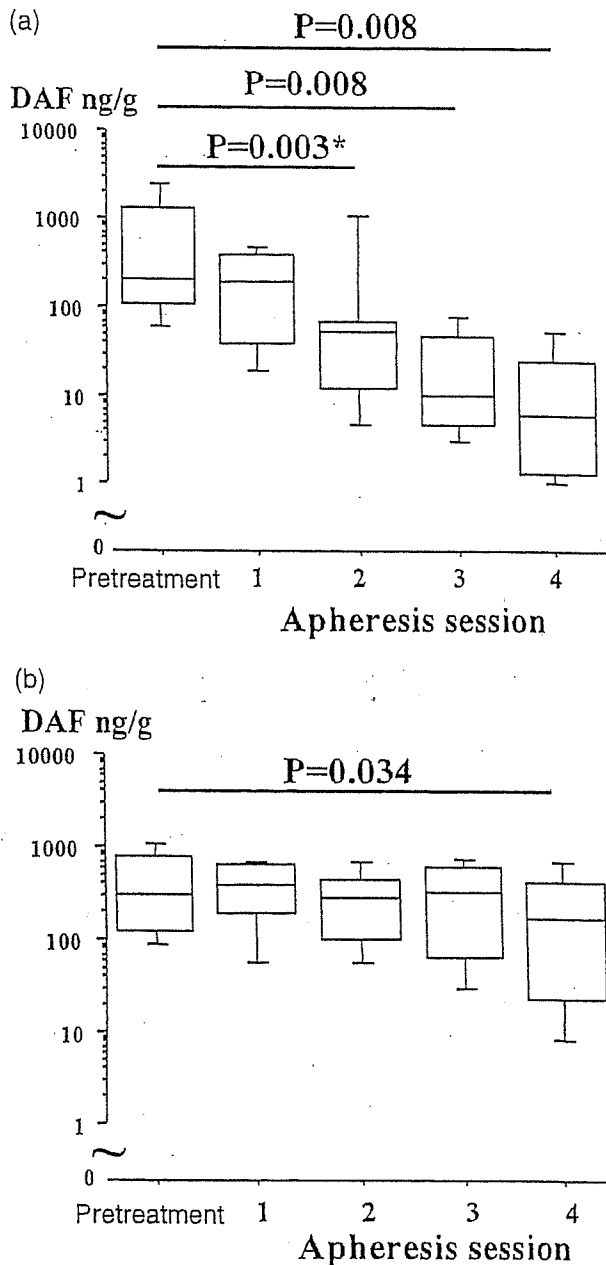 (a)
P=0.008
P=0.008
DAF ng/g
P=0.003*
10000
1000
100
10
1
~
0
Pretreatment 1 2 3 4
Apheresis session
(b)
DAF ng/g
P=0.034
10000
1000
100
10
1
~
0
Pretreatment 1 2 3 4
Apheresis session